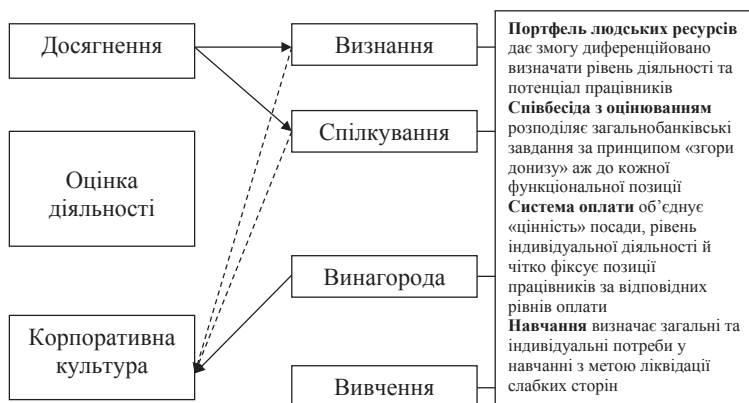 Досягнення
Оцінка
діяльності
Корпоративна
культура
Визнання
Спілкування
Винагорода
Вивчення
Портфель людських ресурсів
дає змогу диференційовано
визначати рівень діяльності та
потенціал працівників
Співбесіда з оцінюванням
розподіляє загальнобанківські
завдання за принципом «згори
донизу» аж до кожної
функціональної позиції
Система оплати об’єднує
«цінність» посади, рівень
індивідуальної діяльності й
чітко фіксує позиції
працівників за відповідних
рівнів оплати
Навчання визначає загальні та
індивідуальні потреби у
навчанні з метою ліквідації
слабких сторін